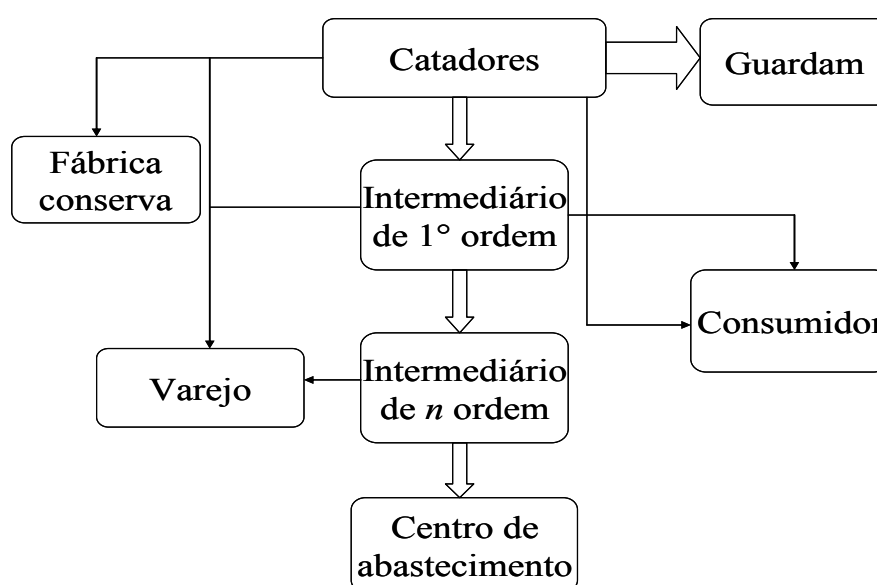 Catadores
Guardam
Fábrica
conserva
Intermediário
de 1° ordem
Consumidor
Varejo
Intermediário
de n ordem
Centro de
abastecimento